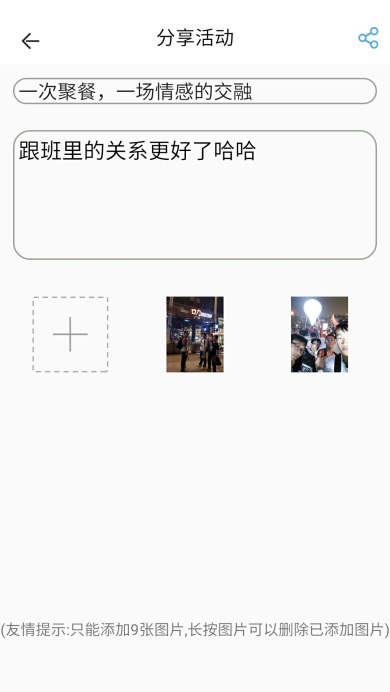 分享活动
一次聚餐，一场情感的交融
跟班里的关系更好了哈哈
(友情提示:只能添加9张图片,长按图片可以删除已添加图片)